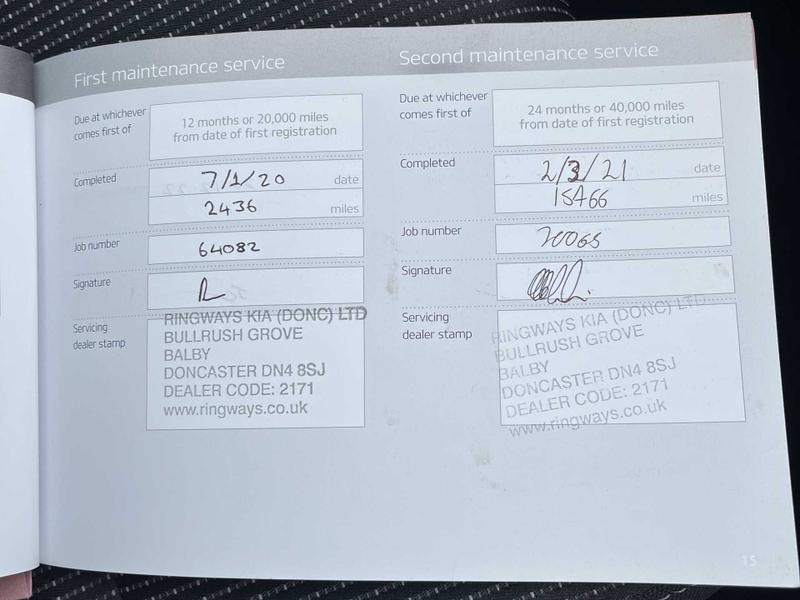 First maintenance service
Due at whichever
comes first of
12 months or 20,000 miles
from date of first registration
Completed
7/1/20 date
2436 miles
Job number
64082
Signature
Servicing
dealer stamp
RINGWAYS KIA (DONC) LTD
BULLRUSH GROVE
BALBY
DONCASTER DN4 8SJ
DEALER CODE: 2171
www.ringways.co.uk
Second maintenance service
Due at whichever
comes first of
24 months or 40,000 miles
from date of first registration
Completed
2/3/21 date
15466 miles
Job number
70065
Signature
Servicing
dealer stamp
RINGWAYS KIA (DONC) LTD
BULLRUSH GROVE
BALBY
DONCASTER DN4 8SJ
DEALER CODE: 2171
www.ringways.co.uk
15